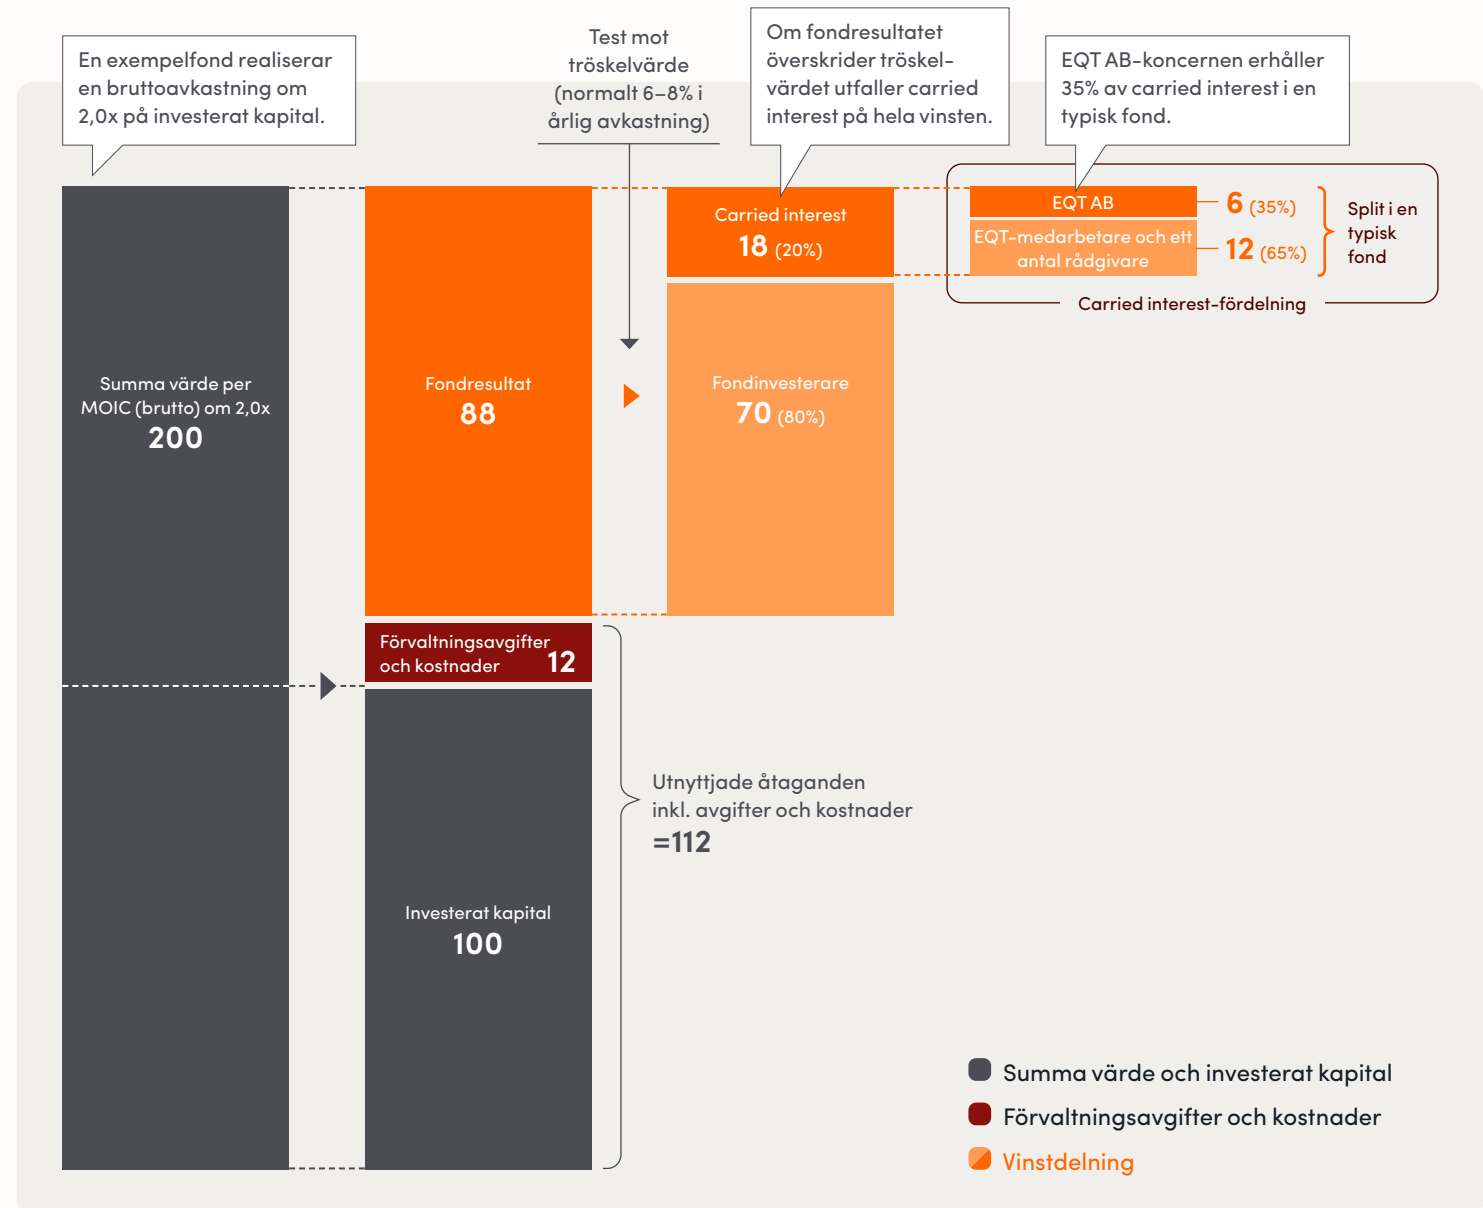 En exempelfond realiserar
en bruttoavkastning om
2,0x på investerat kapital.
Test mot
tröskelvärde
(normalt 6–8% i
årlig avkastning)
Om fondresultatet
överskrider tröskel-
värdet utfaller carried
interest på hela vinsten.
EQT AB-koncernen erhåller
35% av carried interest i en
typisk fond.
Summa värde per
MOIC (brutto) om 2,0x
200
Fondresultat
88
Förvaltningsavgifter
och kostnader 12
Investerat kapital
100
Utnyttjade åtaganden
inkl. avgifter och kostnader
=112
Carried interest
18 (20%)
Fondinvesterare
70 (80%)
EQT AB
6 (35%)
EQT-medarbetare och ett
antal rådgivare
12 (65%)
Split i en
typisk
fond
Carried interest-fördelning
Summa värde och investerat kapital
Förvaltningsavgifter och kostnader
Vinstdelning